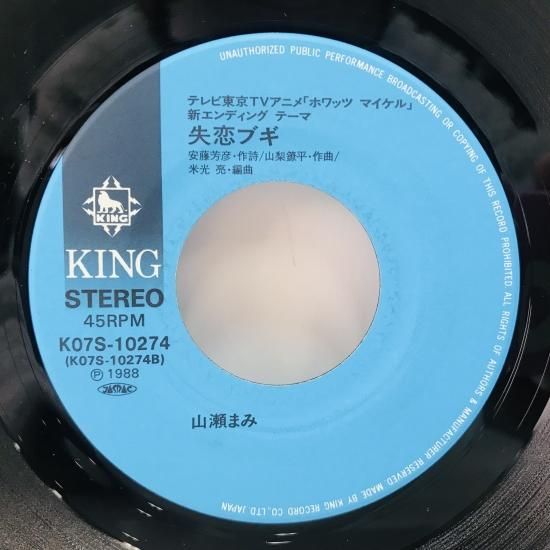 UNAUTHORIZED PUBLIC PERFORMANCE BROADCASTING OR COPYING OF THIS RECORD PROHIBITED. ALL RIGHTS OF AUTHORS & MANUFACTURER RESERVED MADE BY KING RECORD CO., LTD. JAPAN
テレビ東京TVアニメ「ホワッツ マイケル」
新エンディング テーマ
失恋ブギ
安藤芳彦・作詩/山梨鐐平・作曲/
米光 亮・編曲
KING
KING
STEREO
45RPM
K07S-10274
(K07S-10274B)
Ⓟ 1988
JASRAC
山瀬まみ